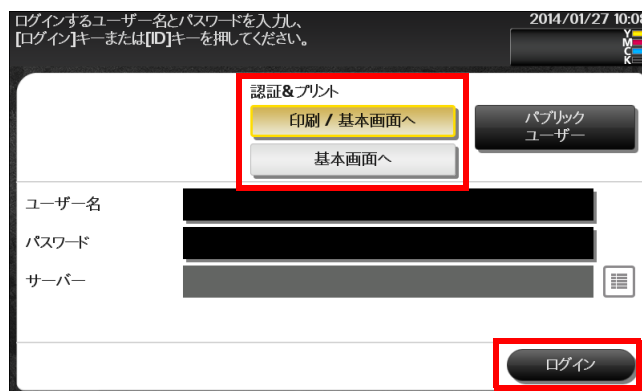 ログインするユーザー名とパスワードを入力し、
[ログイン]キーまたは[ID]キーを押してください。
2014/01/27 10:08
Y
M
C
K
認証&プリント
印刷 / 基本画面へ
基本画面へ
パブリック
ユーザー
ユーザー名
パスワード
サーバー
ログイン